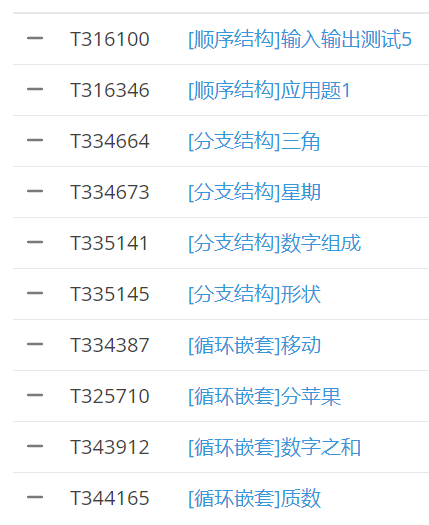 T316100 [顺序结构]输入输出测试5
T316346 [顺序结构]应用题1
T334664 [分支结构]三角
T334673 [分支结构]星期
T335141 [分支结构]数字组成
T335145 [分支结构]形状
T334387 [循环嵌套]移动
T325710 [循环嵌套]分苹果
T343912 [循环嵌套]数字之和
T344165 [循环嵌套]质数